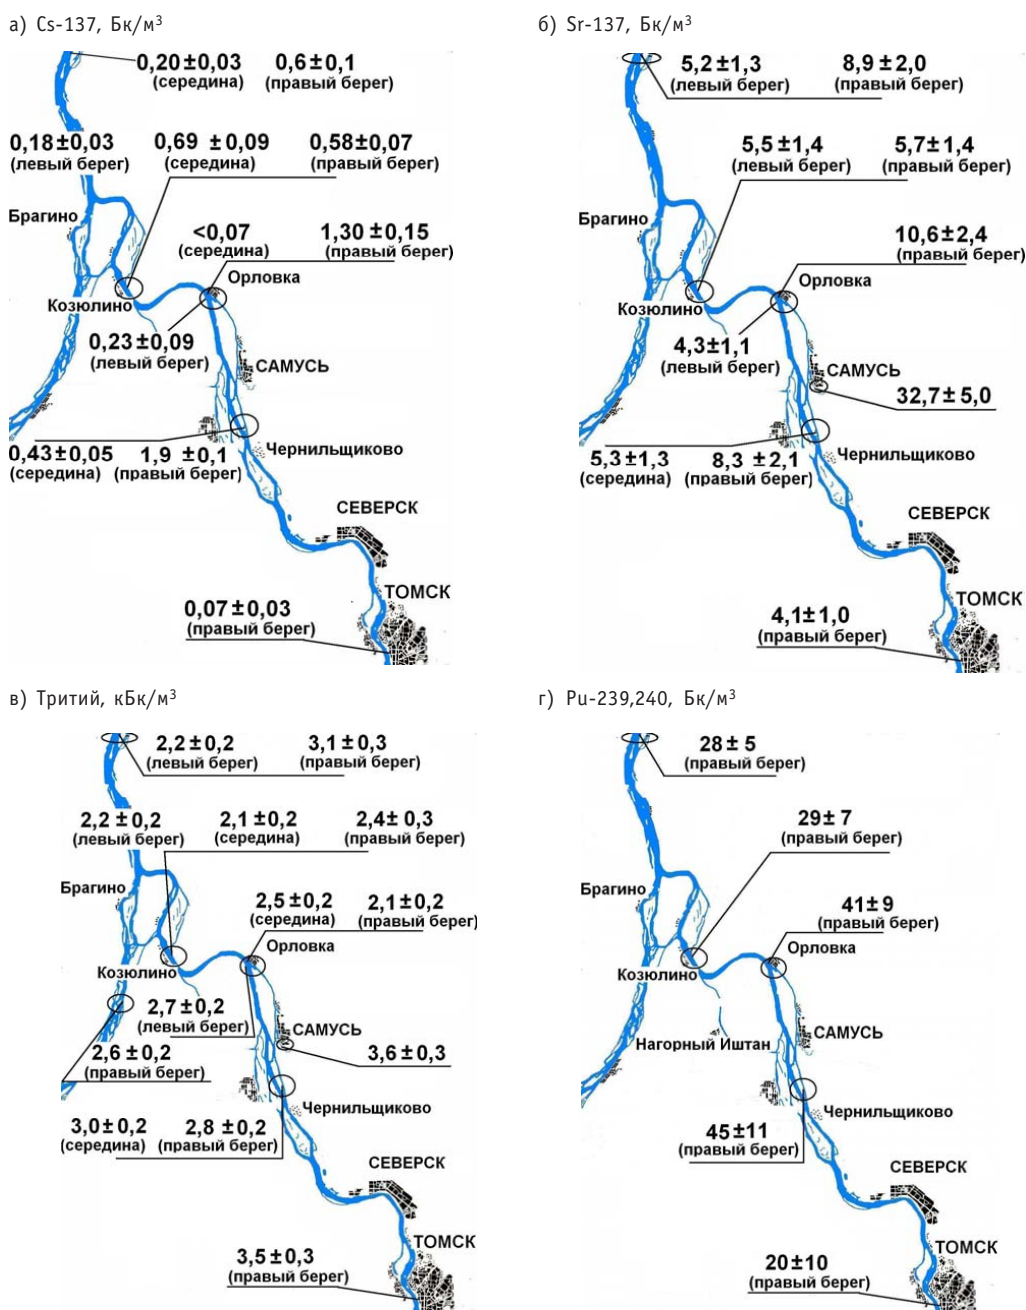 а) Cs-137, Бк/м³
0,20±0,03 0,6±0,1
(середина) (правый берег)
0,18±0,03 0,69 ±0,09 0,58±0,07
(левый берег) (середина) (правый берег)
Брагино
<0,07 1,30±0,15
(середина) (правый берег)
Орловка
Козюлино
0,23±0,09
(левый берег)
САМУСЬ
0,43±0,05 1,9 ±0,1
(середина) (правый берег)
Чернильщиково
СЕВЕРСК
ТОМСК
0,07±0,03
(правый берег)
б) Sr-137, Бк/м³
5,2±1,3 8,9±2,0
(левый берег) (правый берег)
5,5±1,4 5,7±1,4
(левый берег) (правый берег)
Брагино
10,6±2,4
(правый берег)
Орловка
Козюлино
4,3±1,1
(левый берег)
САМУСЬ
32,7±5,0
Чернильщиково
5,3±1,3 8,3 ±2,1
(середина) (правый берег)
СЕВЕРСК
ТОМСК
4,1±1,0
(правый берег)
в) Тритий, кБк/м³
2,2±0,2 3,1±0,3
(левый берег) (правый берег)
2,2±0,2 2,1±0,2 2,4±0,3
(левый берег) (середина) (правый берег)
Брагино
2,5±0,2 2,1±0,2
(середина) (правый берег)
Орловка
Козюлино
2,7±0,2
(левый берег)
САМУСЬ
2,6±0,2 3,6±0,3
(правый берег)
Чернильщиково
3,0±0,2 2,8 ±0,2
(середина) (правый берег)
СЕВЕРСК
ТОМСК
3,5±0,3
(правый берег)
г) Pu-239,240, Бк/м³
28±5
(правый берег)
29±7
(правый берег)
Брагино
41±9
(правый берег)
Орловка
Козюлино
САМУСЬ
Нагорный Иштан
Чернильщиково
45±11
(правый берег)
СЕВЕРСК
ТОМСК
20±10
(правый берег)